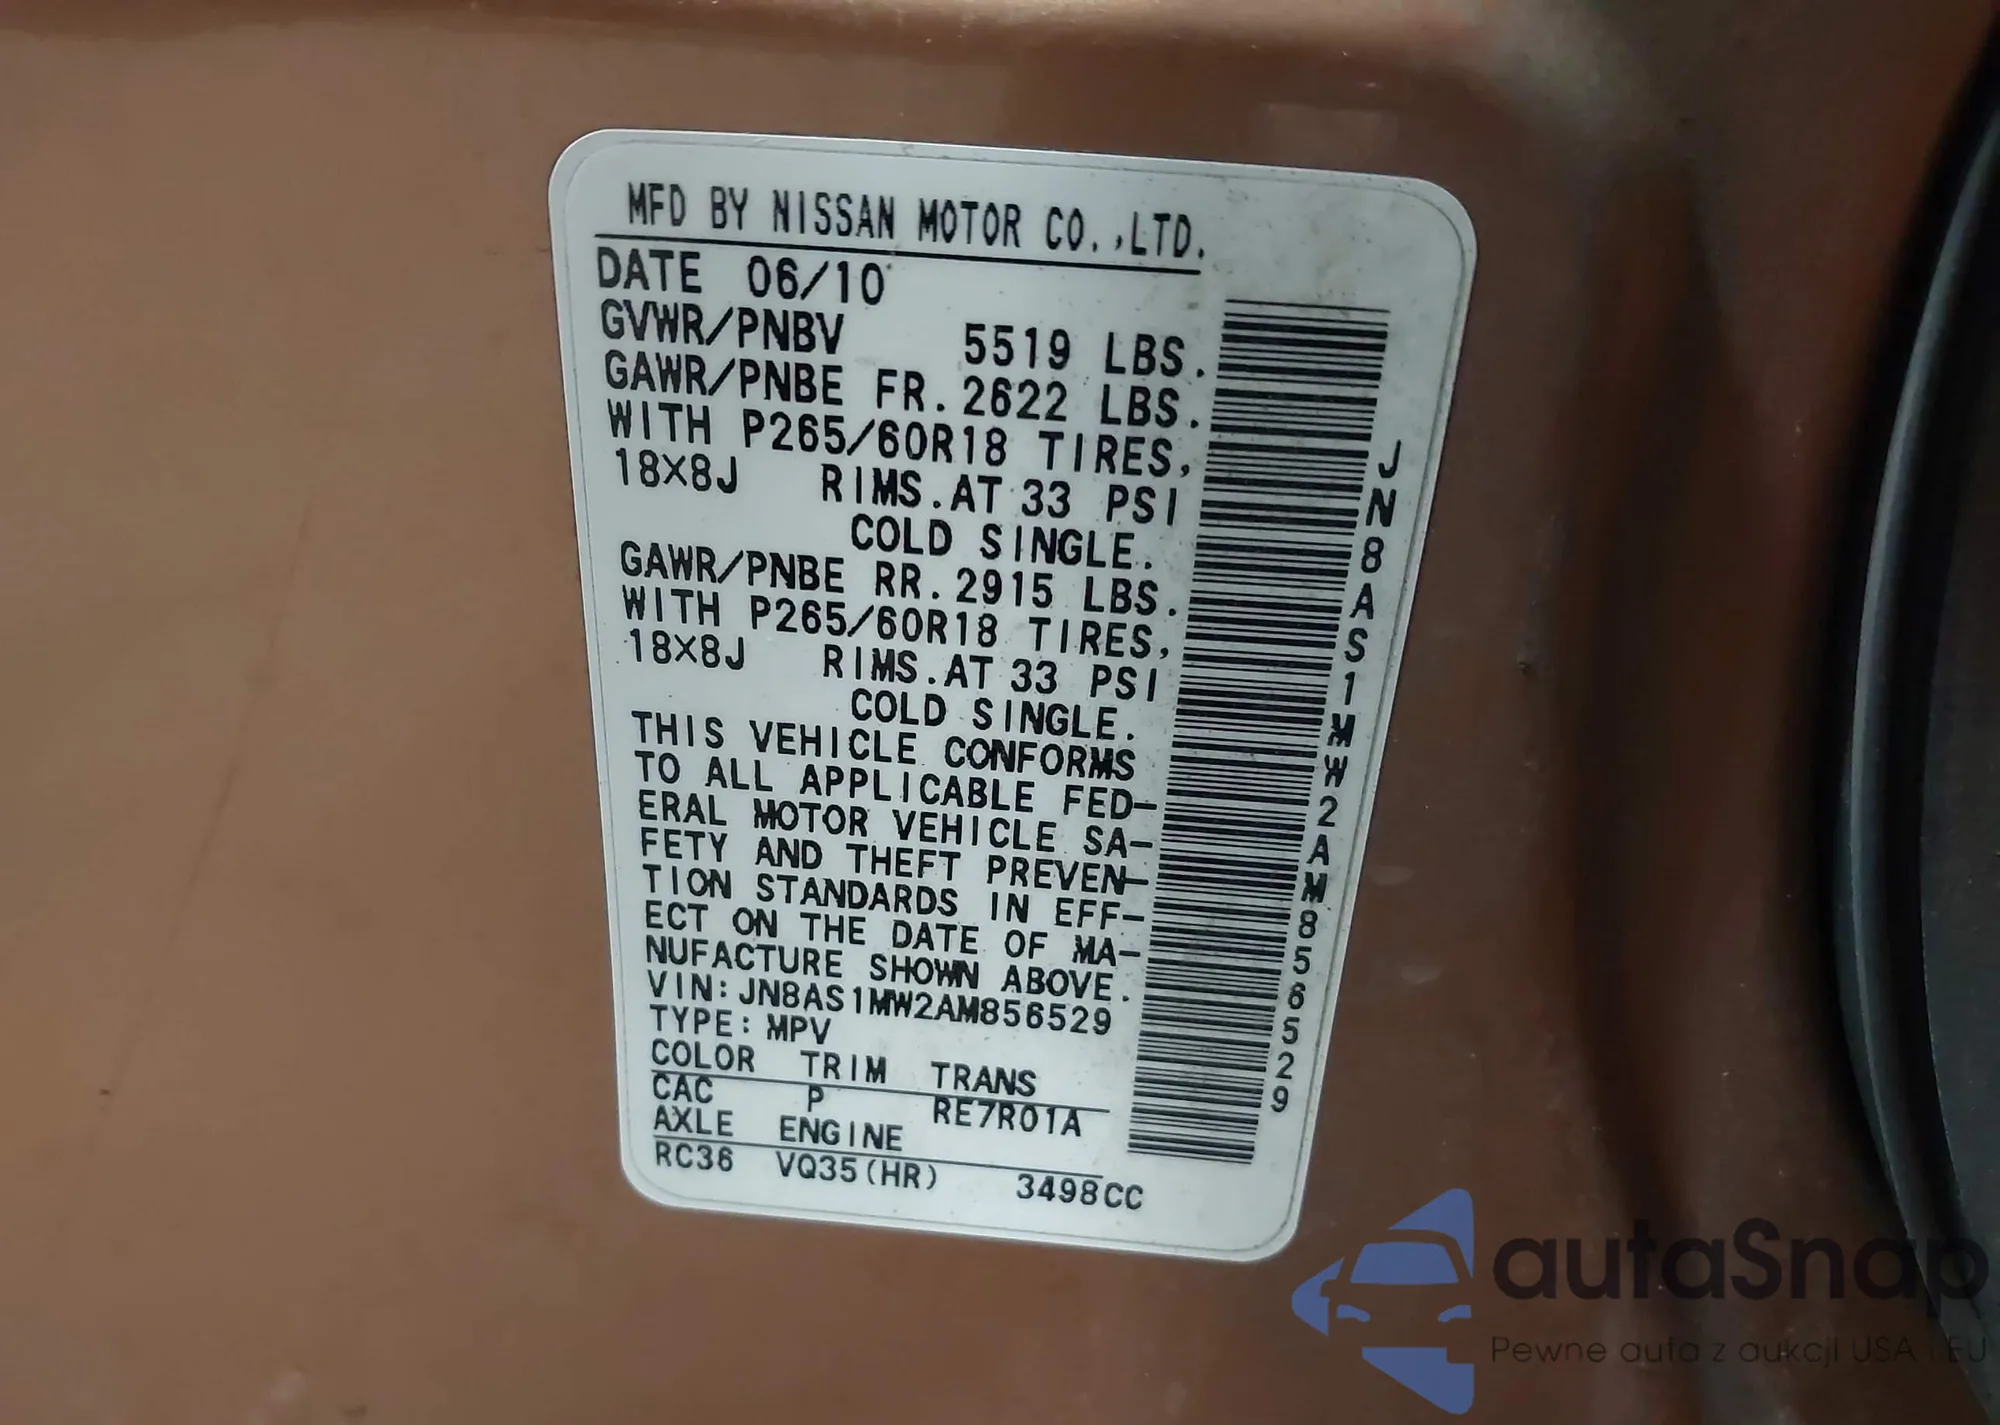 MFD BY NISSAN MOTOR CO.,LTD.
DATE 06/10
GVWR/PNBV 5519 LBS.
GAWR/PNBE FR. 2622 LBS.
WITH P265/60R18 TIRES,
18X8J RIMS.AT 33 PSI
COLD SINGLE.
GAWR/PNBE RR. 2915 LBS.
WITH P265/60R18 TIRES,
18X8J RIMS.AT 33 PSI
COLD SINGLE.
THIS VEHICLE CONFORMS
TO ALL APPLICABLE FED-
ERAL MOTOR VEHICLE SA-
FETY AND THEFT PREVEN-
TION STANDARDS IN EFF-
ECT ON THE DATE OF MA-
NUFACTURE SHOWN ABOVE.
VIN: JN8AS1MW2AM856529
TYPE: MPV
COLOR TRIM TRANS
CAC P RE7R01A
AXLE ENGINE
RC36 VQ35(HR) 3498CC
JN8AS1MW2AM856529
autaSnap
Pewne auta z aukcji USA i EU